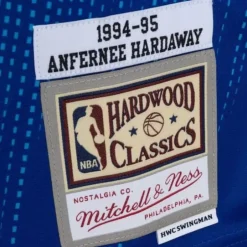 1994-95
ANFERNEE HARDAWAY
HARDWOOD
CLASSICS
NBA
NOSTALGIA CO.
Mitchell & Ness
PHILADELPHIA, PA.
HWC SWINGMAN